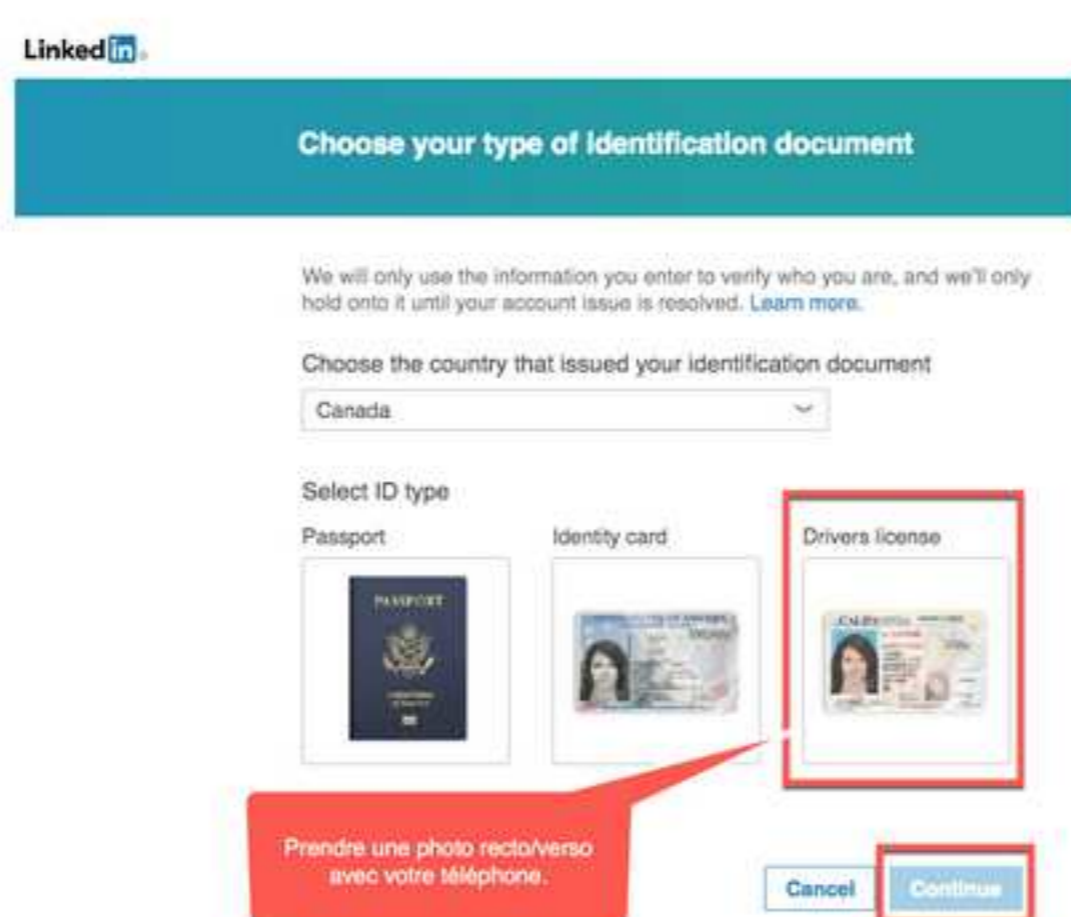 Linked in
Choose your type of identification document
We will only use the information you enter to verify who you are, and we'll only
hold onto it until your account issue is resolved. Learn more.
Choose the country that issued your identification document
Canada
Select ID type
Passport
Identity card
Drivers license
PASSPORT
Prendre une photo recto/verso
avec votre téléphone.
Cancel
Continue